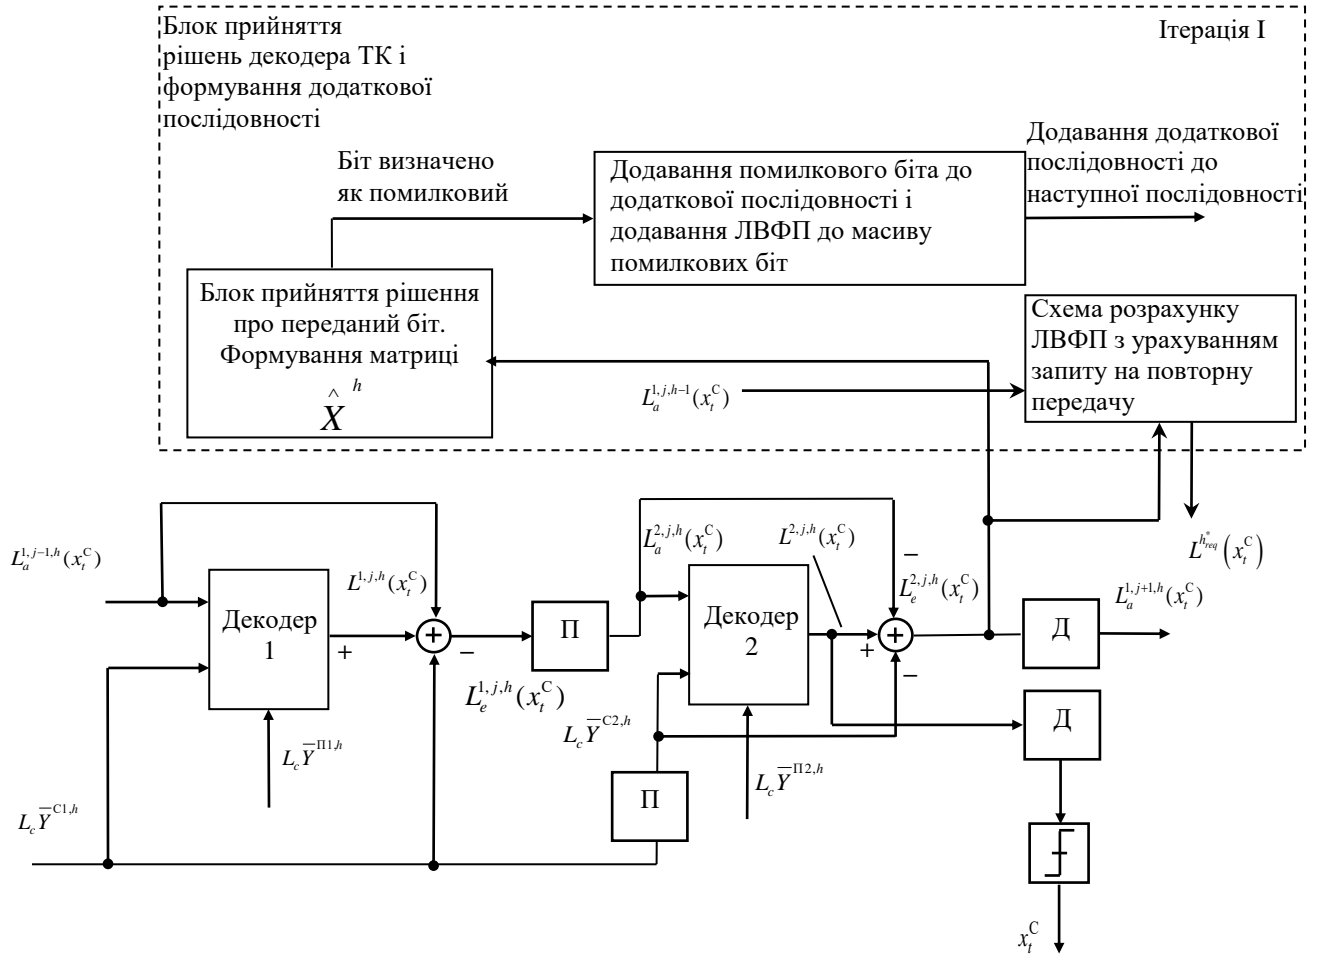 Блок прийняття
рішень декодера ТК і
формування додаткової
послідовності
Ітерація I
Біт визначено
як помилковий
Додавання помилкового біта до
додаткової послідовності і
додавання ЛВФП до масиву
помилкових біт
Додавання додаткової
послідовності до
наступної послідовності
Блок прийняття рішення
про переданий біт.
Формування матриці
X̂ ʰ
Схема розрахунку
ЛВФП з урахуванням
запиту на повторну
передачу
L_a^{1,j,h−1}(x_t^C)
L_a^{1,j−1,h}(x_t^C)
Декодер
1
L^{1,j,h}(x_t^C)
+
+
−
L_e^{1,j,h}(x_t^C)
П
L_a^{2,j,h}(x_t^C)
L^{2,j,h}(x_t^C)
Декодер
2
+
+
−
−
L_e^{2,j,h}(x_t^C)
L^{h*_{req}}(x_t^C)
Д
L_a^{1,j+1,h}(x_t^C)
Д
L_c Y̅^{П1,h}
L_c Y̅^{C2,h}
L_c Y̅^{П2,h}
П
L_c Y̅^{C1,h}
x_t^C